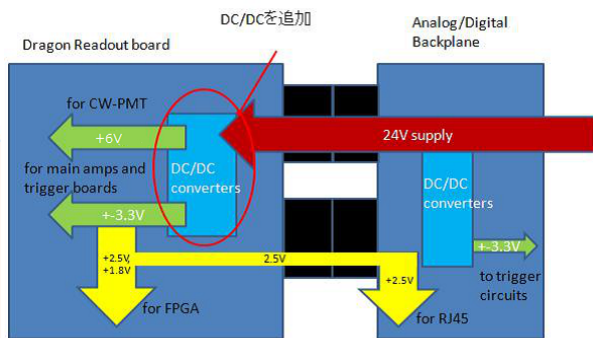 DC/DCを追加
Dragon Readout board
Analog/Digital
Backplane
for CW-PMT
+6V
24V supply
for main amps and
trigger boards
DC/DC
converters
DC/DC
converters
+-3.3V
+-3.3V
+2.5V,
+1.8V
2.5V
+2.5V
to trigger
circuits
for FPGA
for RJ45